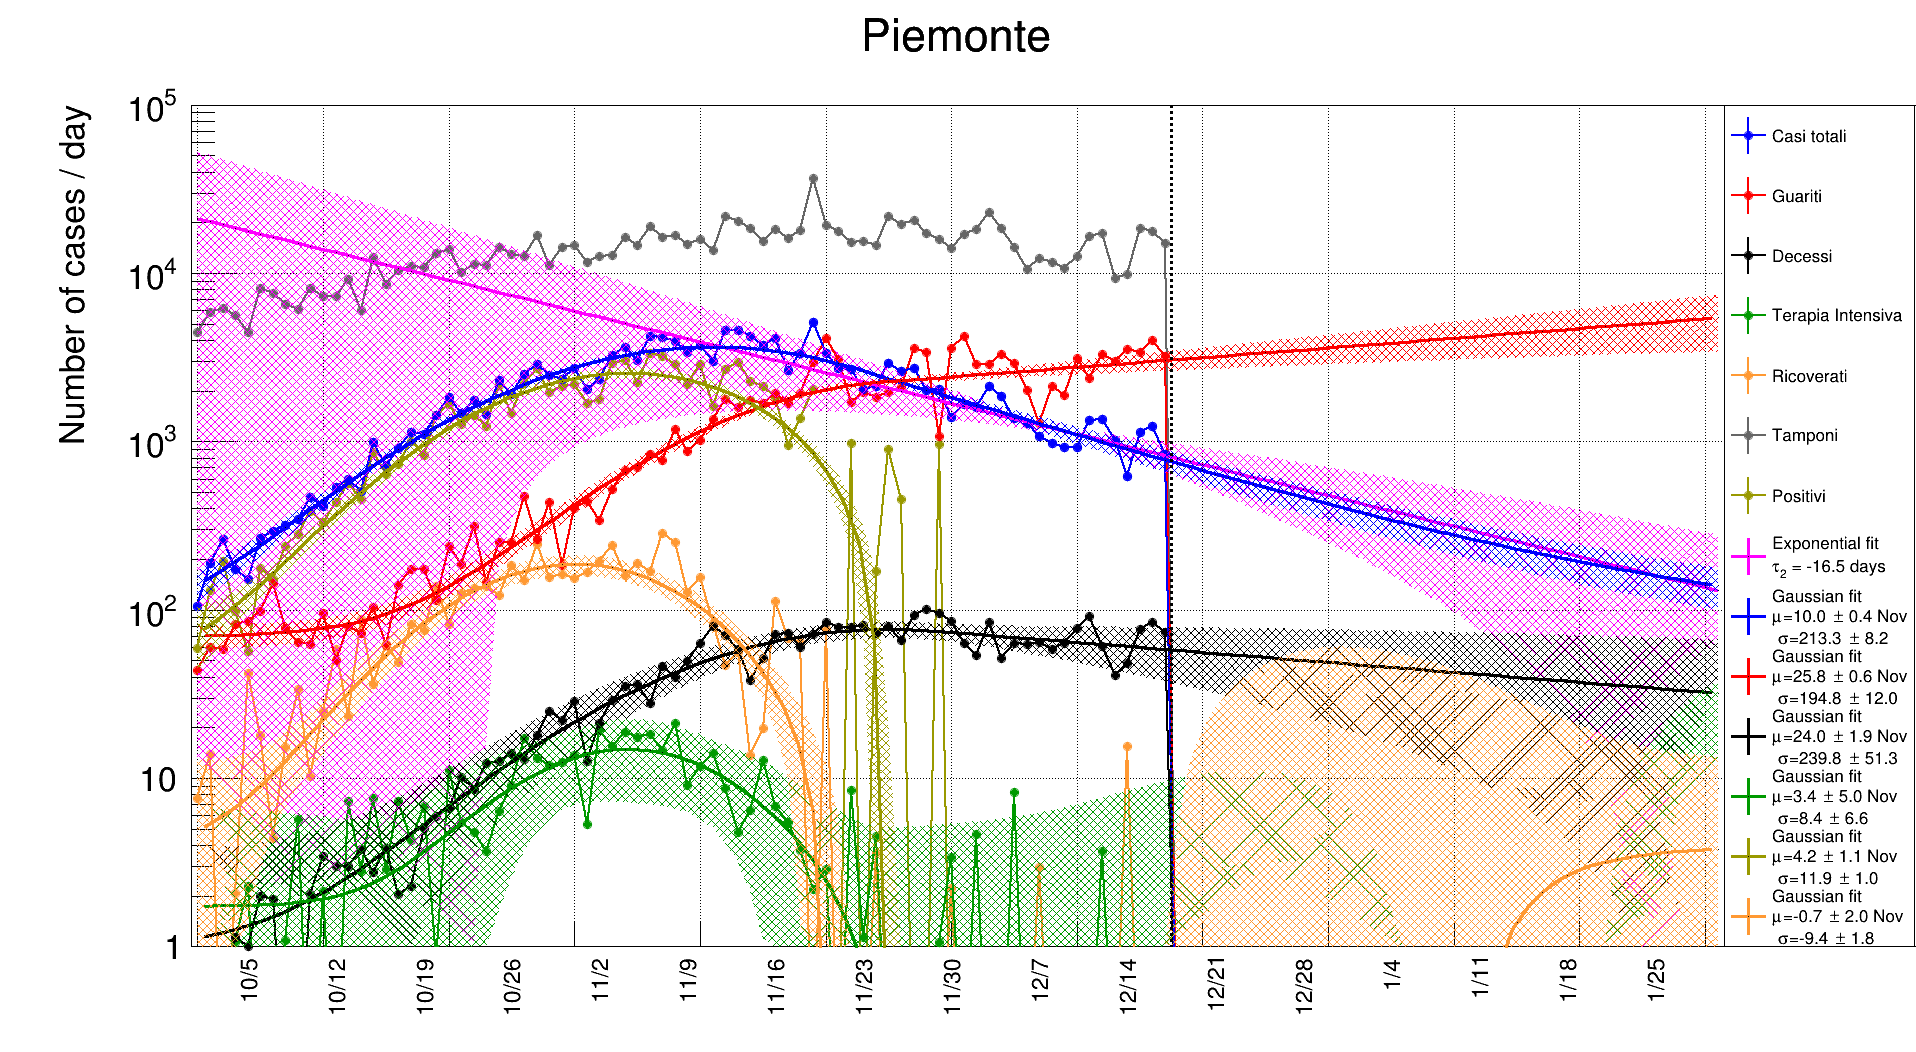 Piemonte
Number of cases / day
10^5
10^4
10^3
10^2
10
1
10/5
10/12
10/19
10/26
11/2
11/9
11/16
11/23
11/30
12/7
12/14
12/21
12/28
1/4
1/11
1/18
1/25
Casi totali
Guariti
Decessi
Terapia Intensiva
Ricoverati
Tamponi
Positivi
Exponential fit
τ₂ = -16.5 days
Gaussian fit
μ=10.0 ± 0.4 Nov
σ=213.3 ± 8.2
Gaussian fit
μ=25.8 ± 0.6 Nov
σ=194.8 ± 12.0
Gaussian fit
μ=24.0 ± 1.9 Nov
σ=239.8 ± 51.3
Gaussian fit
μ=3.4 ± 5.0 Nov
σ=8.4 ± 6.6
Gaussian fit
μ=4.2 ± 1.1 Nov
σ=11.9 ± 1.0
Gaussian fit
μ=-0.7 ± 2.0 Nov
σ=-9.4 ± 1.8